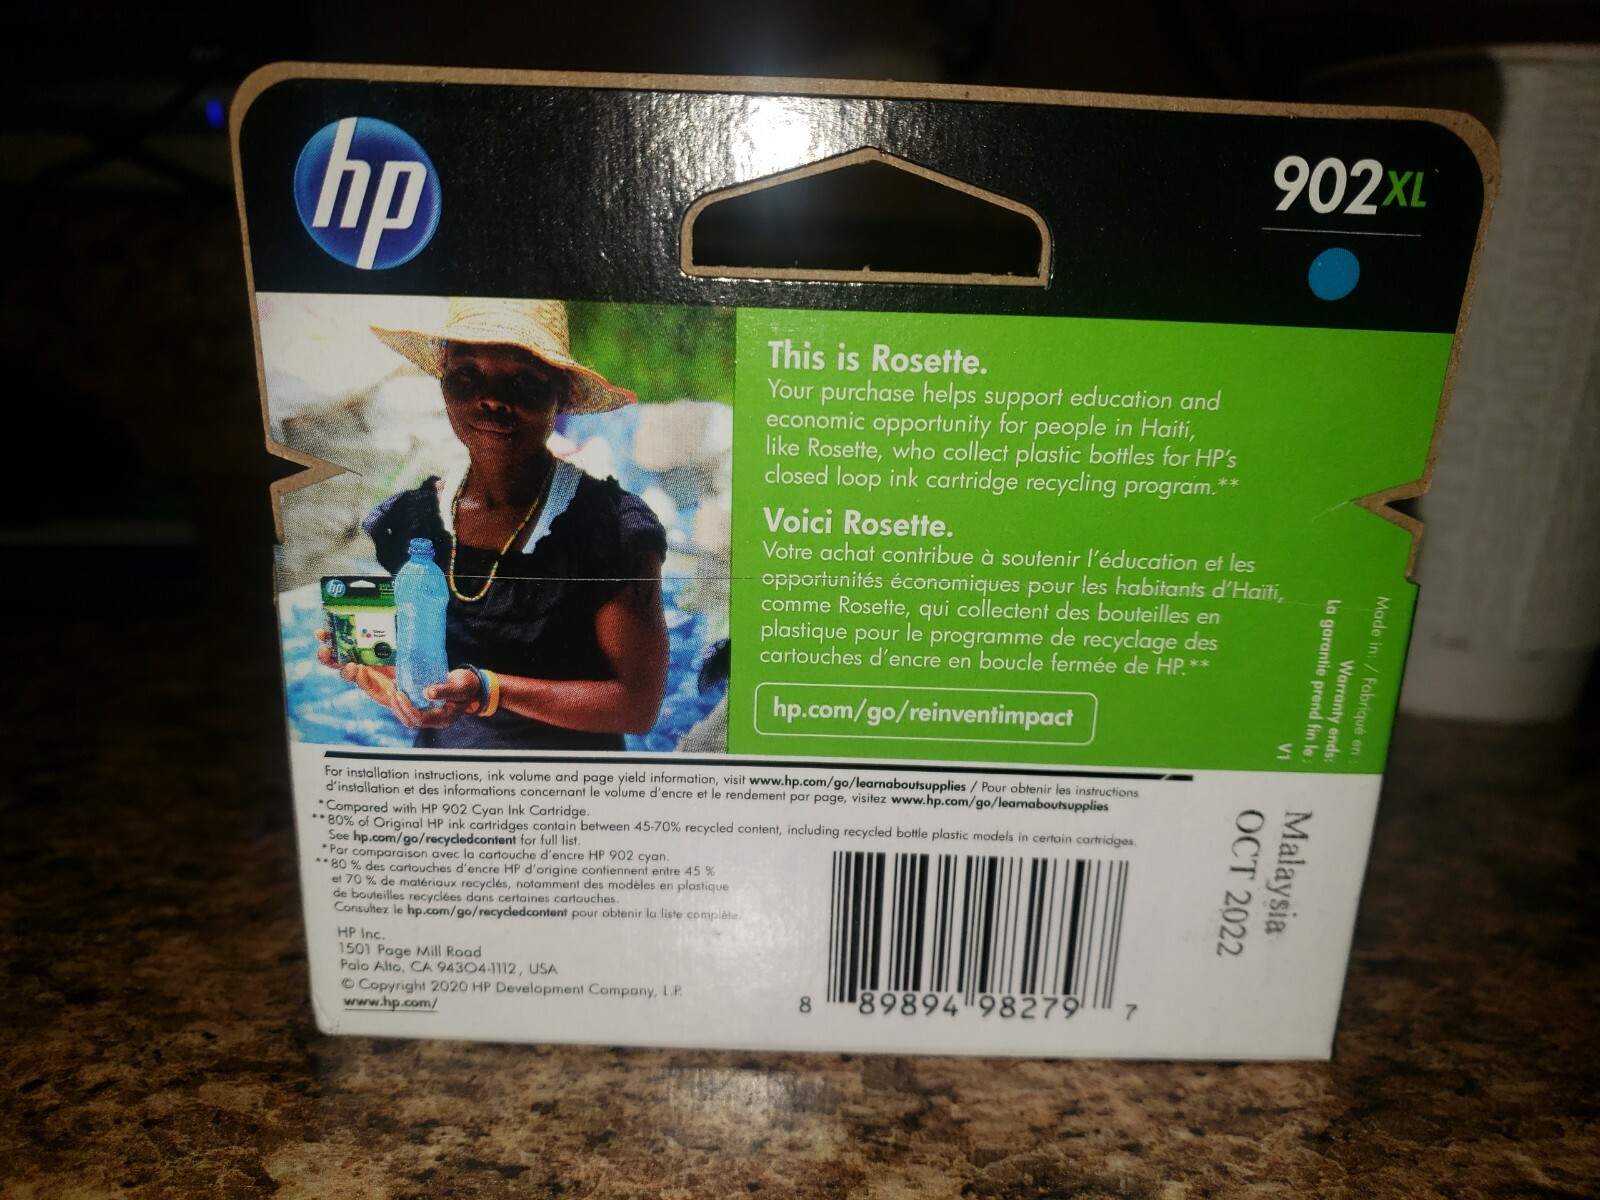 hp
902XL
This is Rosette.
Your purchase helps support education and
economic opportunity for people in Haiti,
like Rosette, who collect plastic bottles for HP's
closed loop ink cartridge recycling program.**
Voici Rosette.
Votre achat contribue à soutenir l'éducation et les
opportunités économiques pour les habitants d'Haïti,
comme Rosette, qui collectent des bouteilles en
plastique pour le programme de recyclage des
cartouches d'encre en boucle fermée de HP.**
hp.com/go/reinventimpact
hp
Made in: / Fabriqué en :
Warranty ends:
La garantie prend fin le :
V1
Malaysia
OCT 2022
For installation instructions, ink volume and page yield information, visit www.hp.com/go/learnaboutsupplies / Pour obtenir les instructions
d'installation et des informations concernant le volume d'encre et le rendement par page, visitez www.hp.com/go/learnaboutsupplies
*Compared with HP 902 Cyan Ink Cartridge.
**80% of Original HP ink cartridges contain between 45-70% recycled content, including recycled bottle plastic models in certain cartridges.
See hp.com/go/recycledcontent for full list.
*Par comparaison avec la cartouche d'encre HP 902 cyan.
**80 % des cartouches d'encre HP d'origine contiennent entre 45 %
et 70 % de matériaux recyclés, notamment des modèles en plastique
de bouteilles recyclées dans certaines cartouches.
Consultez le hp.com/go/recycledcontent pour obtenir la liste complète.
HP Inc.
1501 Page Mill Road
Palo Alto, CA 94304-1112, USA
© Copyright 2020 HP Development Company, L.P.
www.hp.com/
8 89894 98279 7